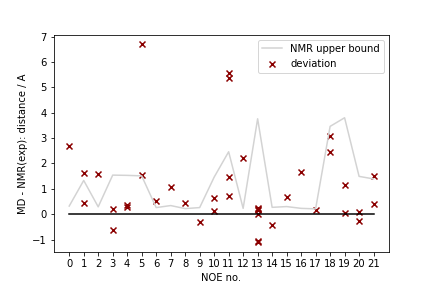 7
6
5
4
3
2
1
0
−1
MD - NMR(exp): distance / A
NMR upper bound
deviation
0 1 2 3 4 5 6 7 8 9 10 11 12 13 14 15 16 17 18 19 20 21
NOE no.